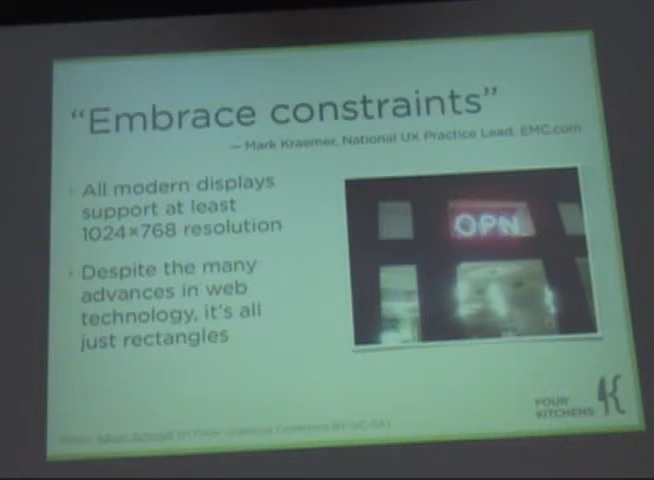 “Embrace constraints”
— Mark Kraemer, National UX Practice Lead, EMC.com
All modern displays
support at least
1024×768 resolution
Despite the many
advances in web
technology, it's all
just rectangles
OPN
FOUR
KITCHENS